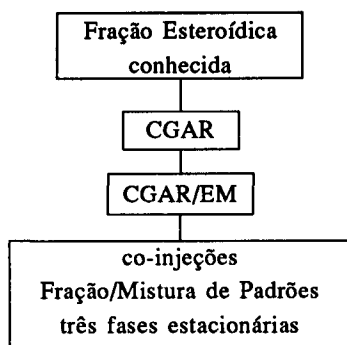 Fração Esteroídica
conhecida
CGAR
CGAR/EM
co-injeções
Fração/Mistura de Padrões
três fases estacionárias